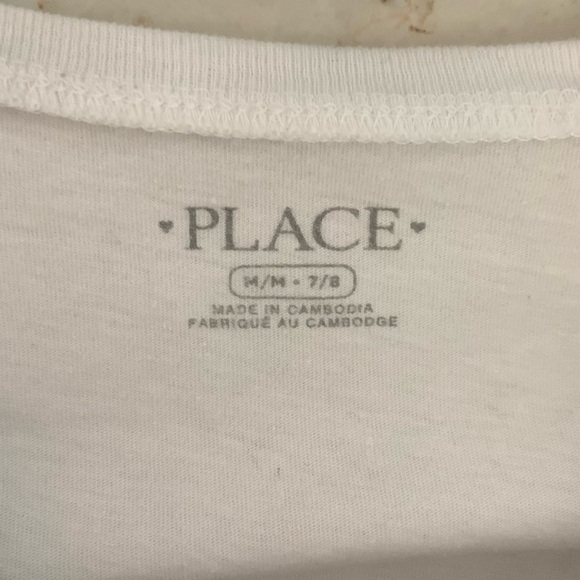 ♥PLACE♥
M/M - 7/8
MADE IN CAMBODIA
FABRIQUÉ AU CAMBODGE